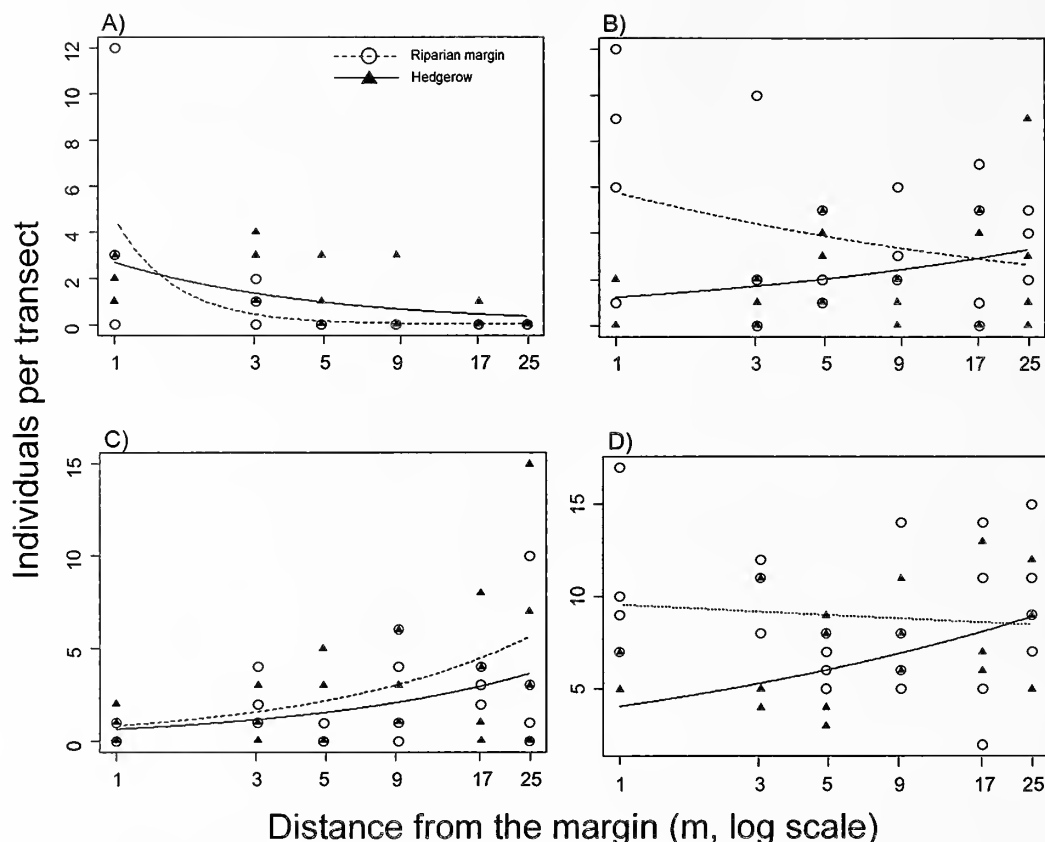 A)
B)
Riparian margin
Hedgerow
12
10
8
6
4
2
0
1 3 5 9 17 25
1 3 5 9 17 25
C)
D)
15
10
5
0
15
10
5
1 3 5 9 17 25
1 3 5 9 17 25
Individuals per transect
Distance from the margin (m, log scale)